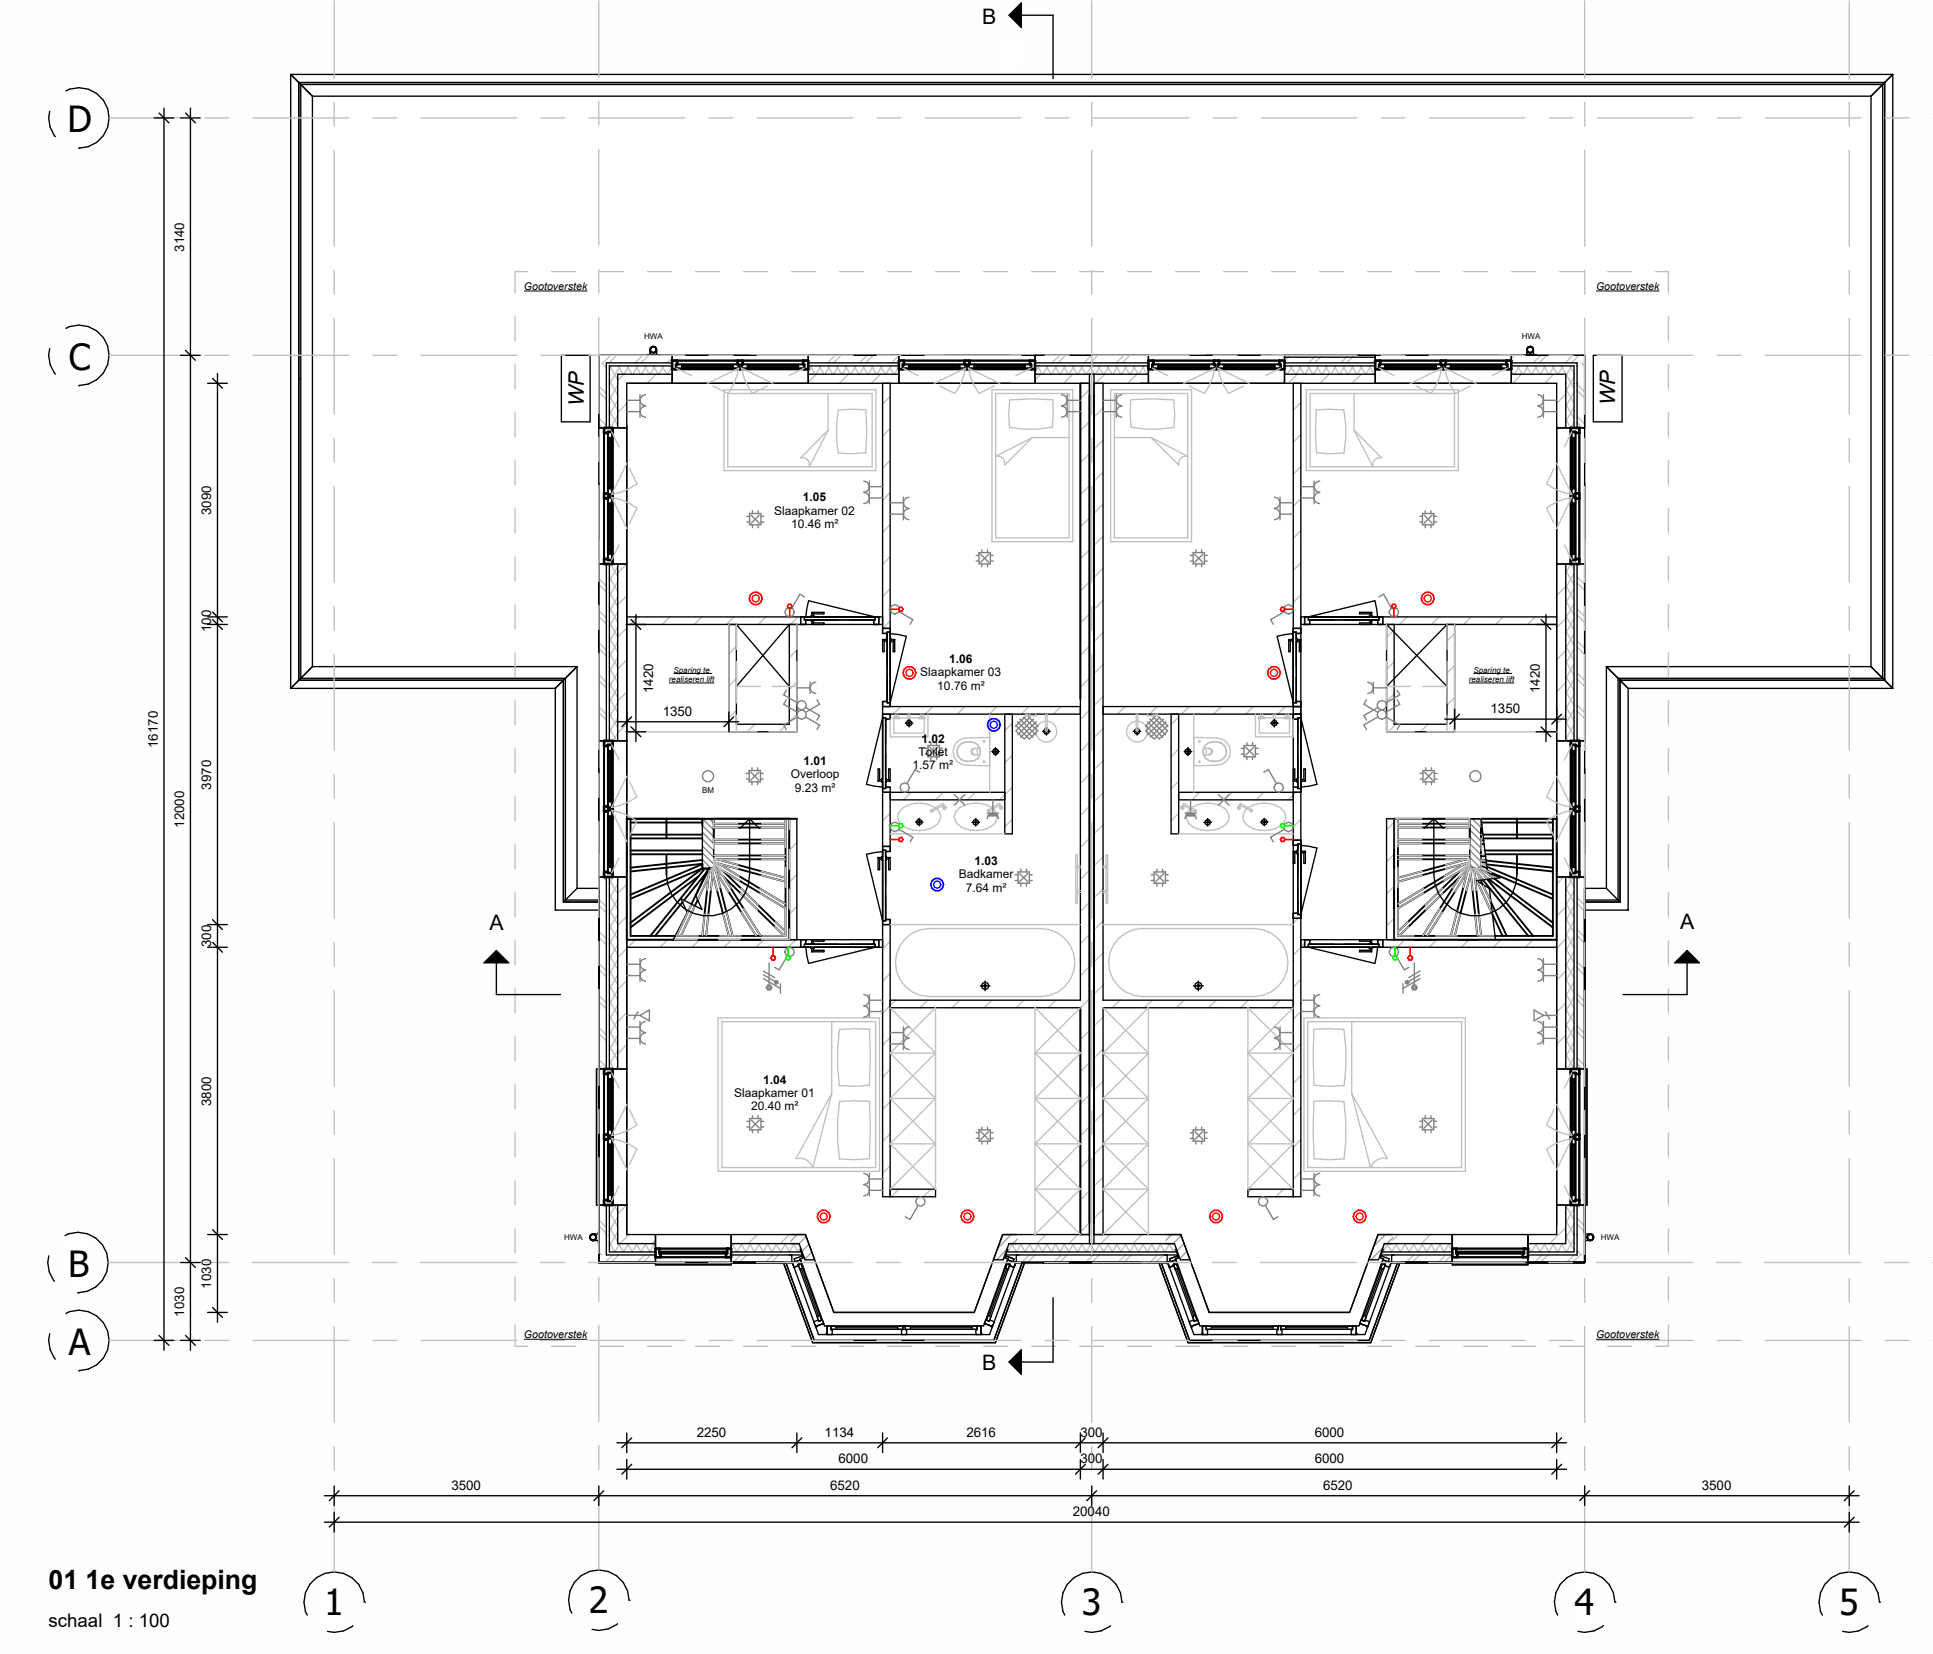 B
D
3140
Gootoverstek
Gootoverstek
HWA
HWA
C
WP
WP
3090
1.05
Slaapkamer 02
10.46 m²
100
1420
Sparing te
realiseren lift
1350
1.06
Slaapkamer 03
10.76 m²
Sparing te
realiseren lift
1420
1350
16170
12000
3970
1.02
Toilet
1.57 m²
1.01
Overloop
9.23 m²
BM
1.03
Badkamer
7.64 m²
300
A
A
3800
1.04
Slaapkamer 01
20.40 m²
HWA
HWA
B
1030
1030
Gootoverstek
Gootoverstek
A
B
2250
1134
2616
300
6000
6000
300
6000
3500
6520
6520
3500
20040
01 1e verdieping
schaal 1 : 100
1
2
3
4
5